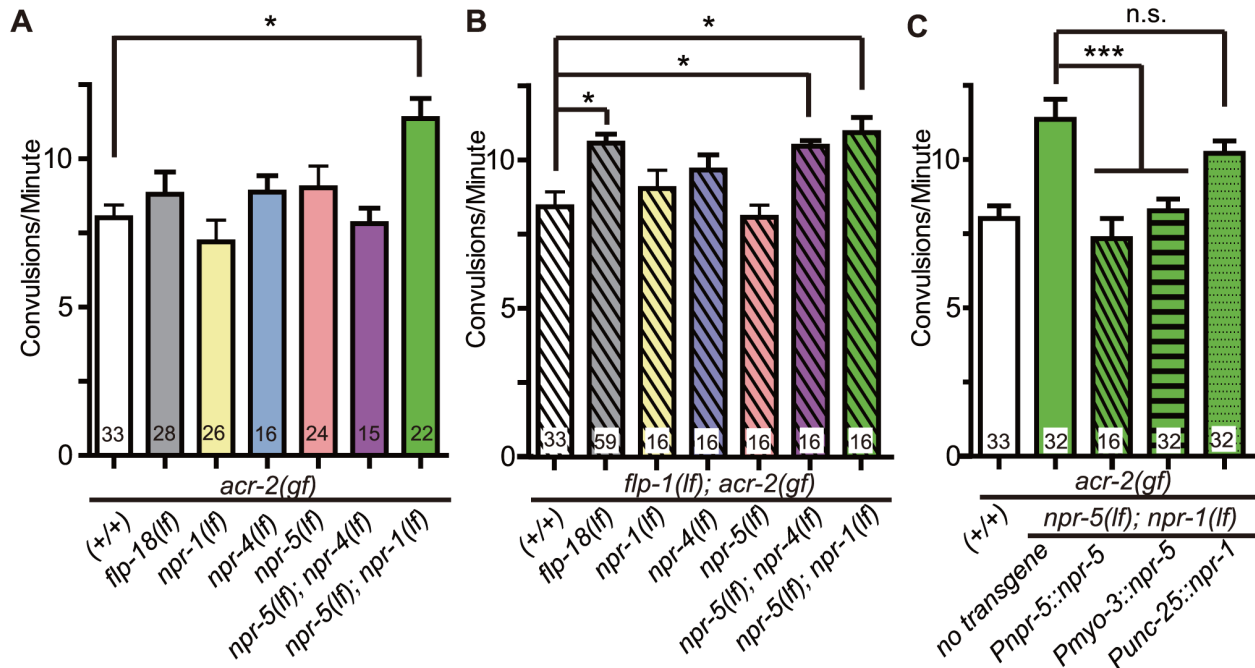 A
*
Convulsions/Minute
10
5
0
33
28
26
16
24
15
22
acr-2(gf)
(+/+)
flp-18(lf)
npr-1(lf)
npr-4(lf)
npr-5(lf)
npr-5(lf); npr-4(lf)
npr-5(lf); npr-1(lf)
B
*
*
*
Convulsions/Minute
10
5
0
33
59
16
16
16
16
16
flp-1(lf); acr-2(gf)
(+/+)
flp-18(lf)
npr-1(lf)
npr-4(lf)
npr-5(lf)
npr-5(lf); npr-4(lf)
npr-5(lf); npr-1(lf)
C
n.s.
***
Convulsions/Minute
10
5
0
33
32
16
32
32
acr-2(gf)
npr-5(lf); npr-1(lf)
(+/+)
no transgene
Pnpr-5::npr-5
Pmyo-3::npr-5
Punc-25::npr-1